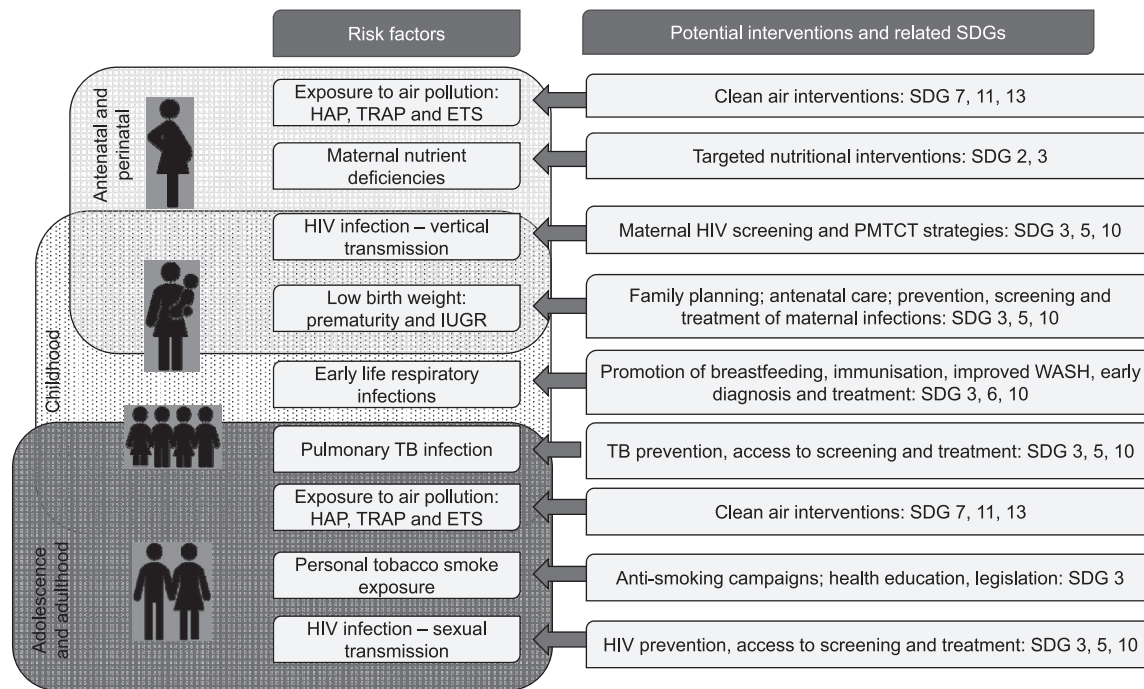 Risk factors
Potential interventions and related SDGs
Antenatal and
perinatal
Exposure to air pollution:
HAP, TRAP and ETS
Clean air interventions: SDG 7, 11, 13
Maternal nutrient
deficiencies
Targeted nutritional interventions: SDG 2, 3
HIV infection – vertical
transmission
Maternal HIV screening and PMTCT strategies: SDG 3, 5, 10
Childhood
Low birth weight:
prematurity and IUGR
Family planning; antenatal care; prevention, screening and
treatment of maternal infections: SDG 3, 5, 10
Early life respiratory
infections
Promotion of breastfeeding, immunisation, improved WASH, early
diagnosis and treatment: SDG 3, 6, 10
Pulmonary TB infection
TB prevention, access to screening and treatment: SDG 3, 5, 10
Adolescence
and adulthood
Exposure to air pollution:
HAP, TRAP and ETS
Clean air interventions: SDG 7, 11, 13
Personal tobacco smoke
exposure
Anti-smoking campaigns; health education, legislation: SDG 3
HIV infection – sexual
transmission
HIV prevention, access to screening and treatment: SDG 3, 5, 10